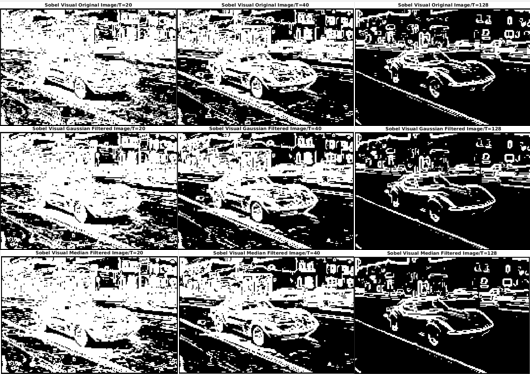 Sobel Visual Original Image/T=20
Sobel Visual Original Image/T=40
Sobel Visual Original Image/T=128
Sobel Visual Gaussian Filtered Image/T=20
Sobel Visual Gaussian Filtered Image/T=40
Sobel Visual Gaussian Filtered Image/T=128
Sobel Visual Median Filtered Image/T=20
Sobel Visual Median Filtered Image/T=40
Sobel Visual Median Filtered Image/T=128